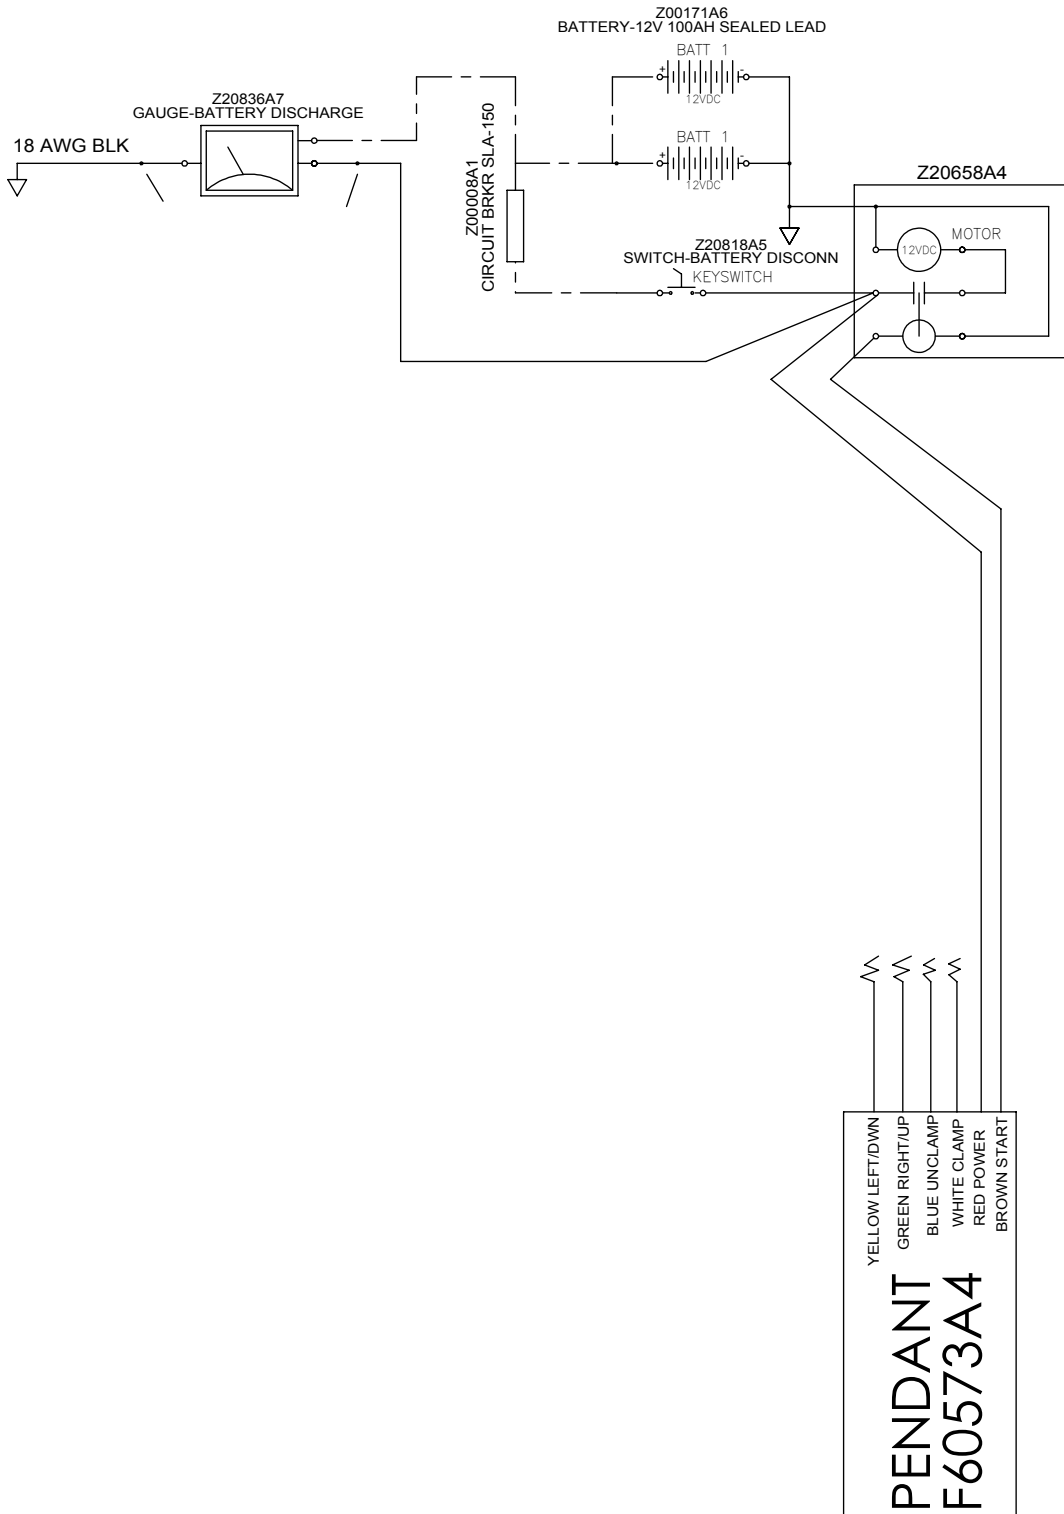 Z00171A6
BATTERY-12V 100AH SEALED LEAD
BATT 1
+ -
12VDC
Z20836A7
GAUGE-BATTERY DISCHARGE
18 AWG BLK
Z00008A1
CIRCUIT BRKR SLA-150
BATT 1
+ -
12VDC
Z20658A4
MOTOR
12VDC
Z20818A5
SWITCH-BATTERY DISCONN
KEYSWITCH
YELLOW LEFT/DWN
GREEN RIGHT/UP
BLUE UNCLAMP
WHITE CLAMP
RED POWER
BROWN START
PENDANT
F60573A4